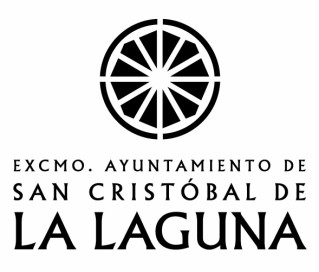 EXCMO. AYUNTAMIENTO DE
SAN CRISTÓBAL DE
LA LAGUNA